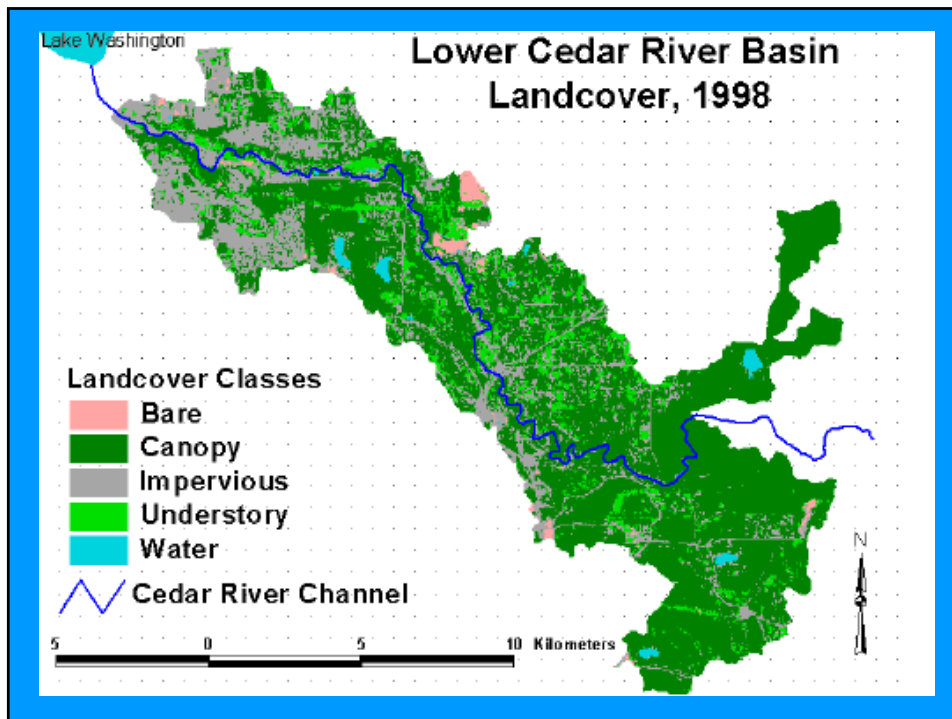 Lake Washington
Lower Cedar River Basin
Landcover, 1998
Landcover Classes
Bare
Canopy
Impervious
Understory
Water
Cedar River Channel
N
5 0 5 10 Kilometers